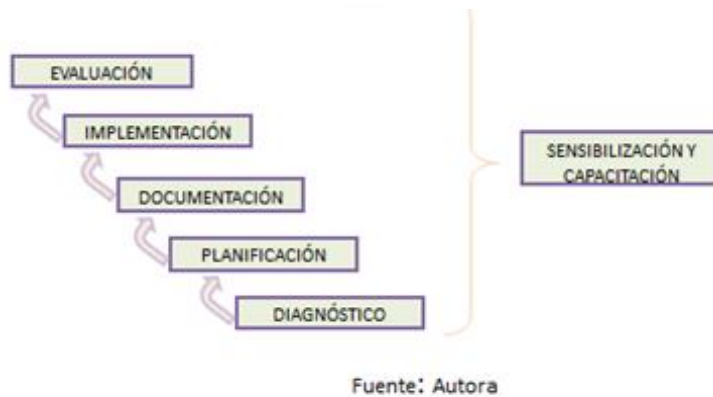 EVALUACIÓN
IMPLEMENTACIÓN
DOCUMENTACIÓN
PLANIFICACIÓN
DIAGNÓSTICO
SENSIBILIZACIÓN Y
CAPACITACIÓN
Fuente: Autora